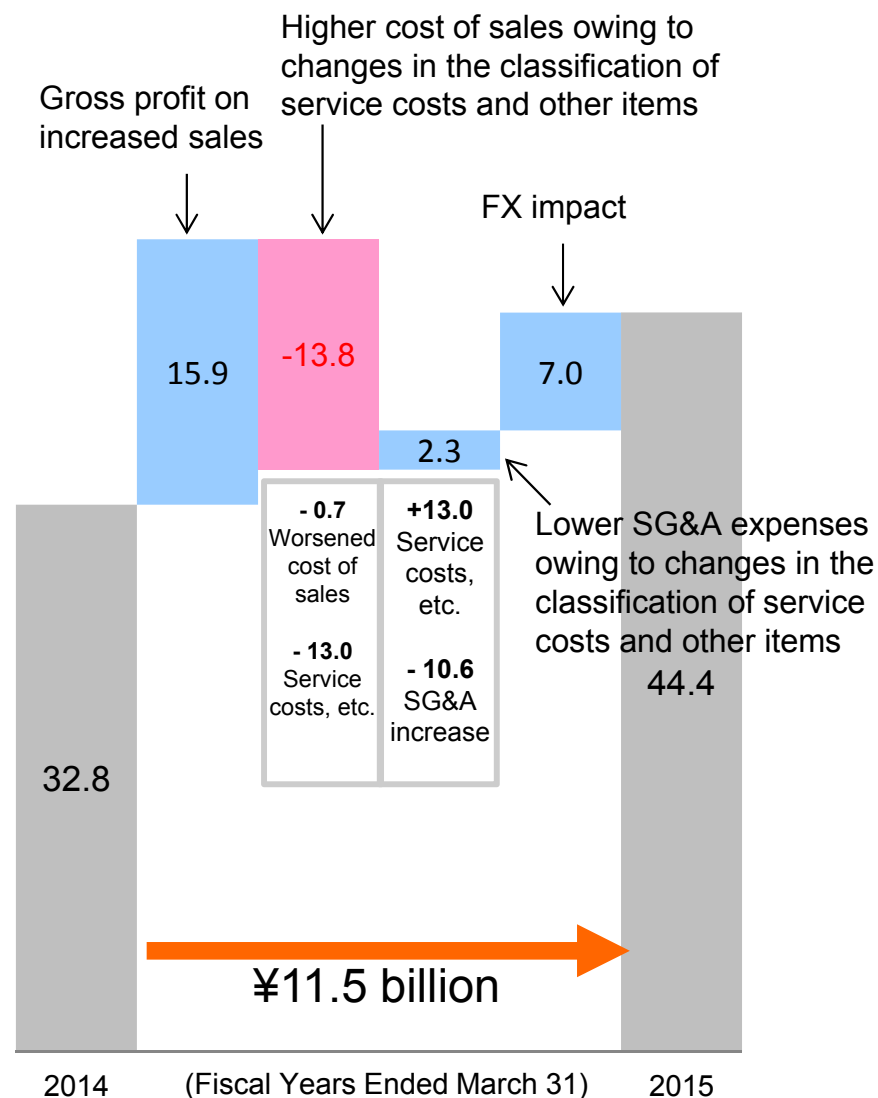 Higher cost of sales owing to
changes in the classification of
service costs and other items
Gross profit on
increased sales
FX impact
15.9
-13.8
7.0
2.3
- 0.7
Worsened
cost of
sales
- 13.0
Service
costs, etc.
+13.0
Service
costs,
etc.
- 10.6
SG&A
increase
Lower SG&A expenses
owing to changes in the
classification of service
costs and other items
44.4
32.8
¥11.5 billion
2014
(Fiscal Years Ended March 31)
2015